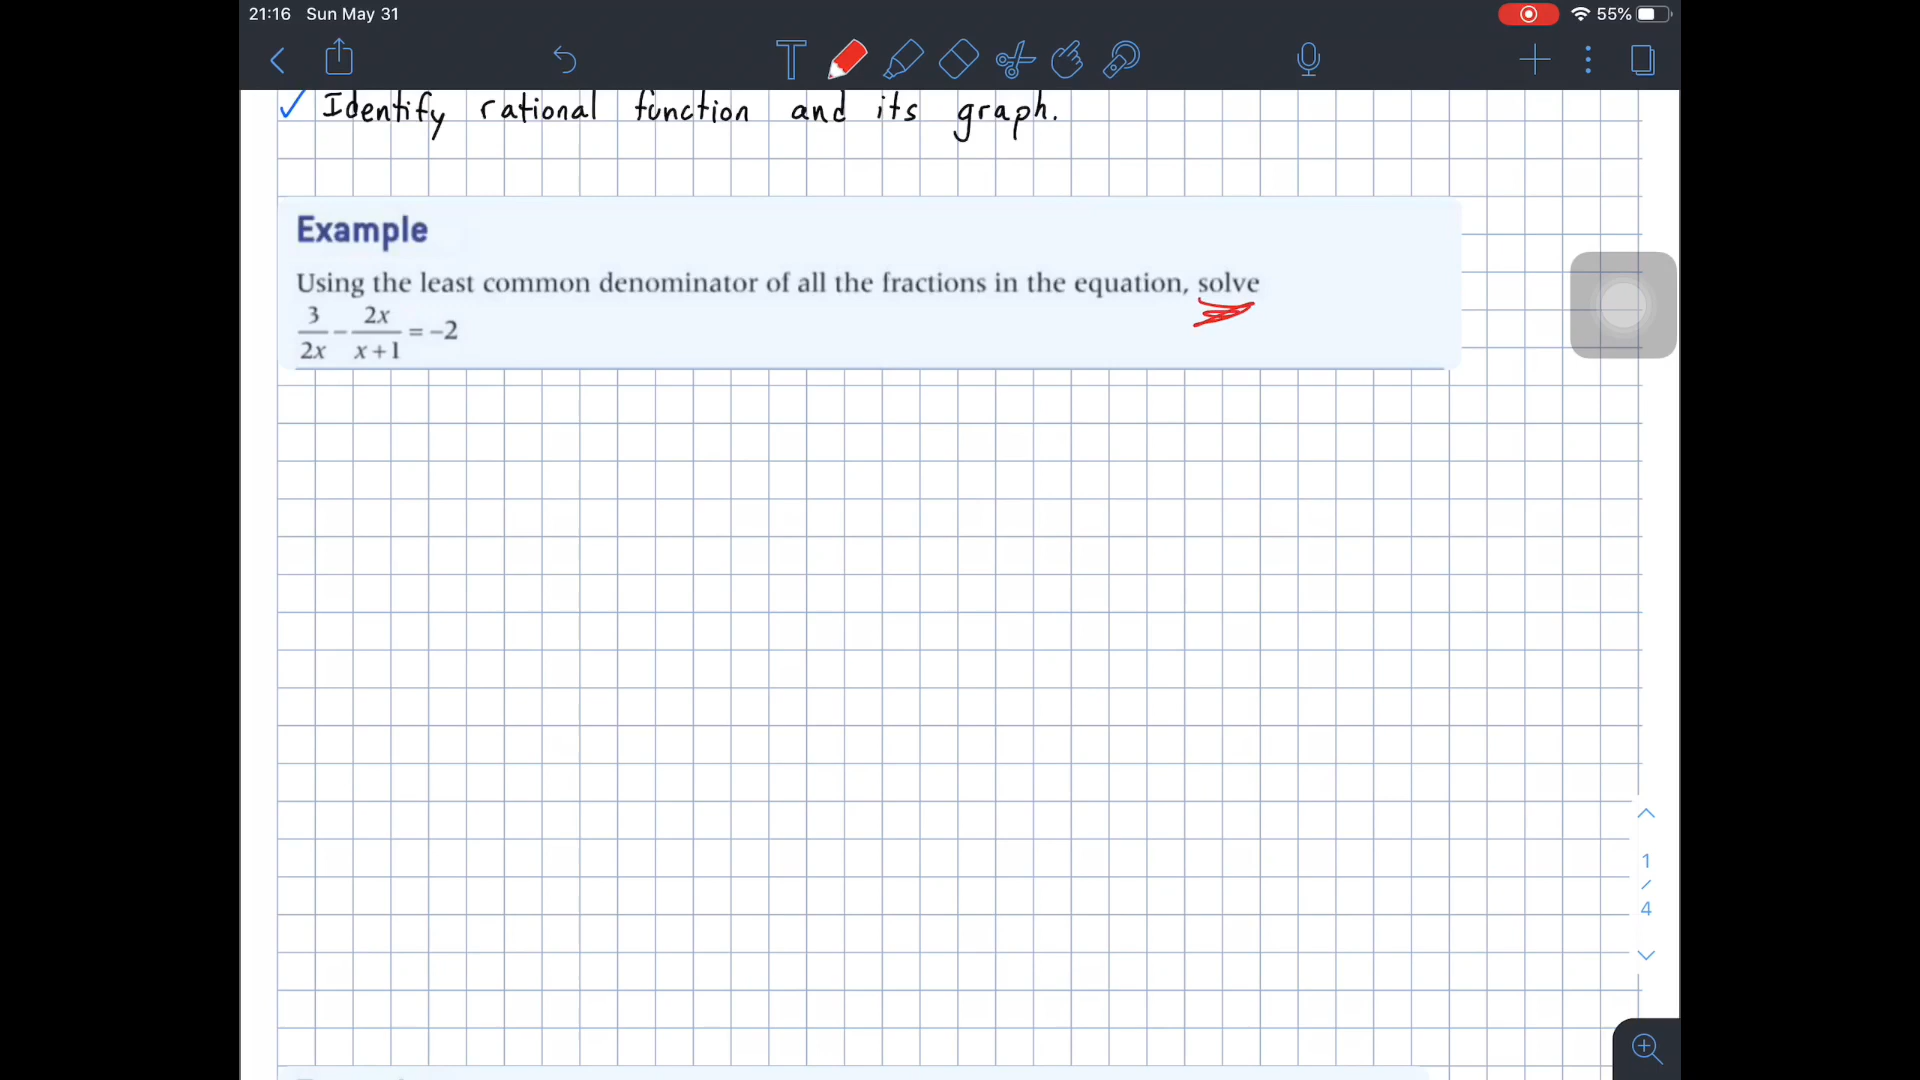 21:16 Sun May 31
55%
T
✓ Identify rational function and its graph.
Example
Using the least common denominator of all the fractions in the equation, solve
3/2x − 2x/x+1 = −2
1
/
4